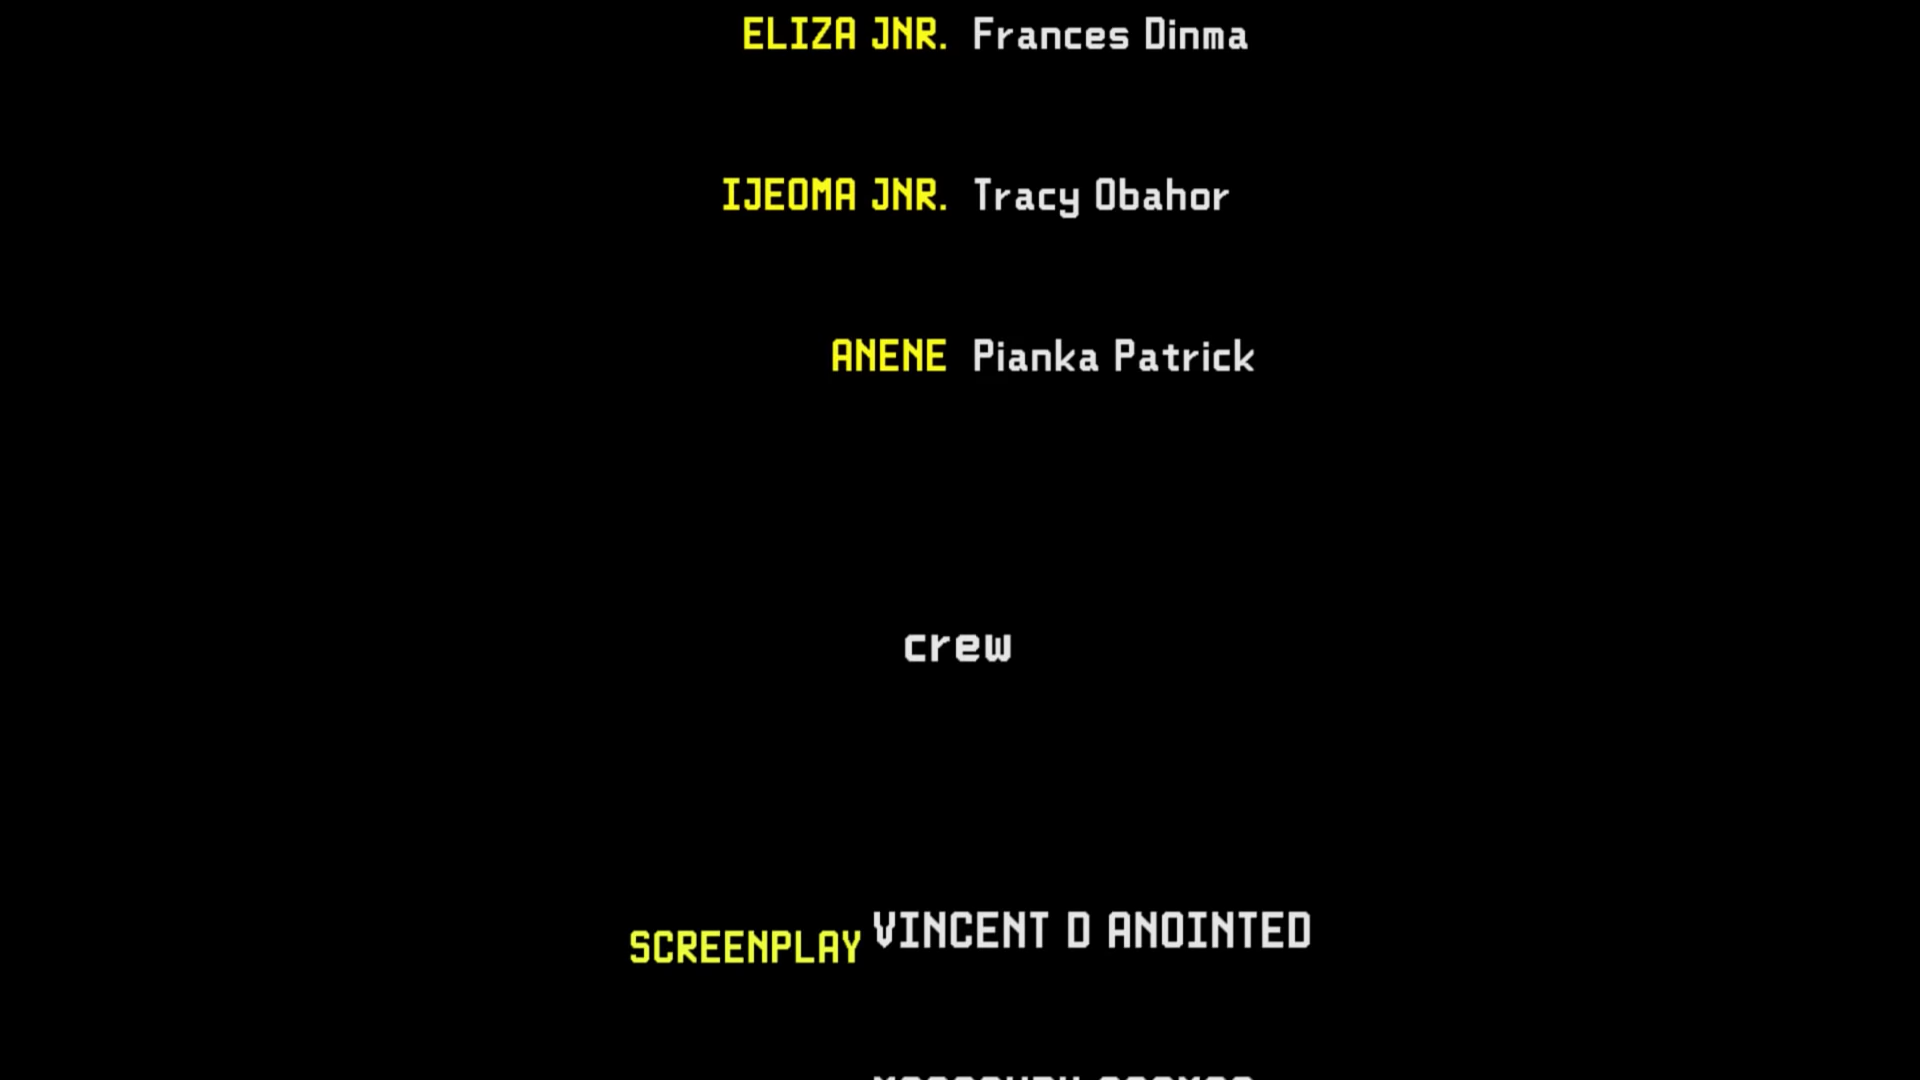 ELIZA JNR. Frances Dinma
IJEOMA JNR. Tracy Obahor
ANENE Pianka Patrick
crew
SCREENPLAY VINCENT D ANOINTED